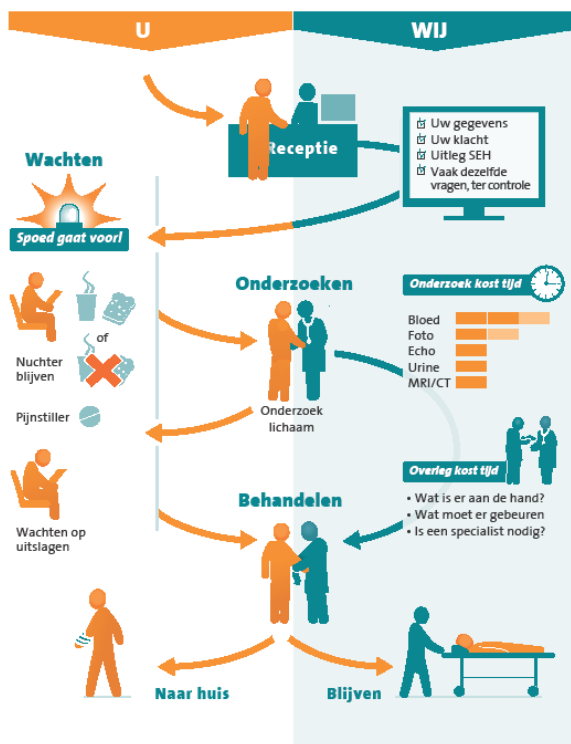 U
WIJ
Receptie
Uw gegevens
Uw klacht
Uitleg SEH
Vaak dezelfde
vragen, ter controle
Wachten
Spoed gaat voor!
Onderzoeken
Onderzoek kost tijd
Bloed
Foto
Echo
Urine
MRI/CT
of
Nuchter
blijven
Pijnstiller
Onderzoek
lichaam
Overleg kost tijd
• Wat is er aan de hand?
• Wat moet er gebeuren
• Is een specialist nodig?
Wachten op
uitslagen
Behandelen
Naar huis
Blijven